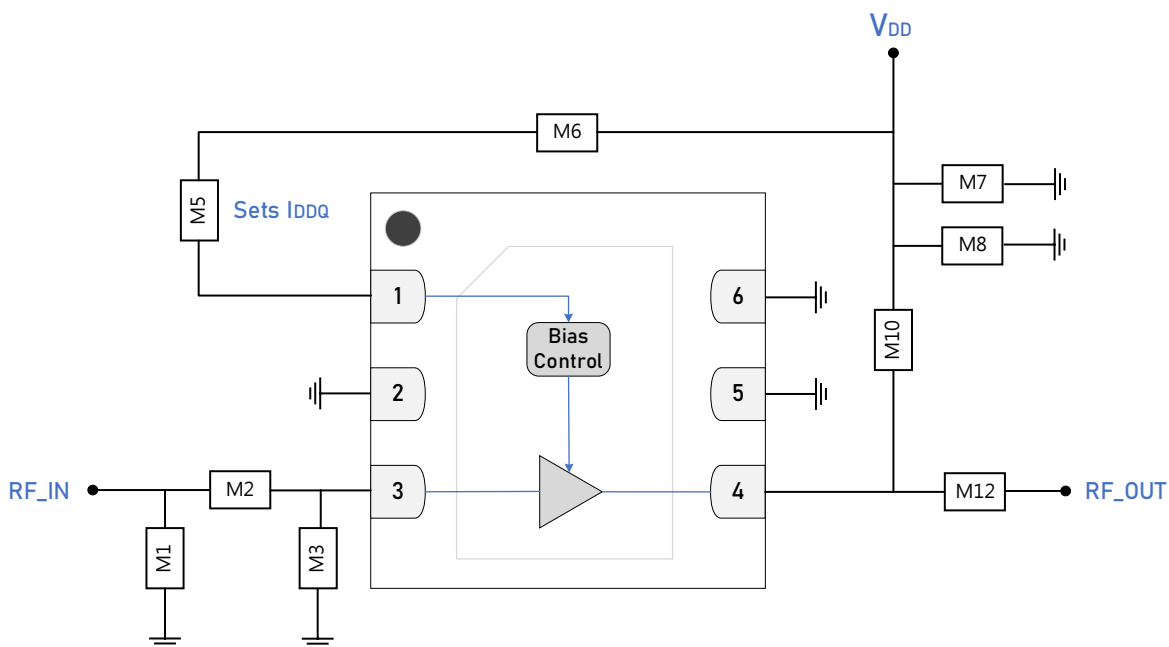 VDD
M6
M5
Sets IDDQ
M7
M8
1
6
Bias
Control
M10
2
5
RF_IN
M2
3
4
M12
RF_OUT
M1
M3